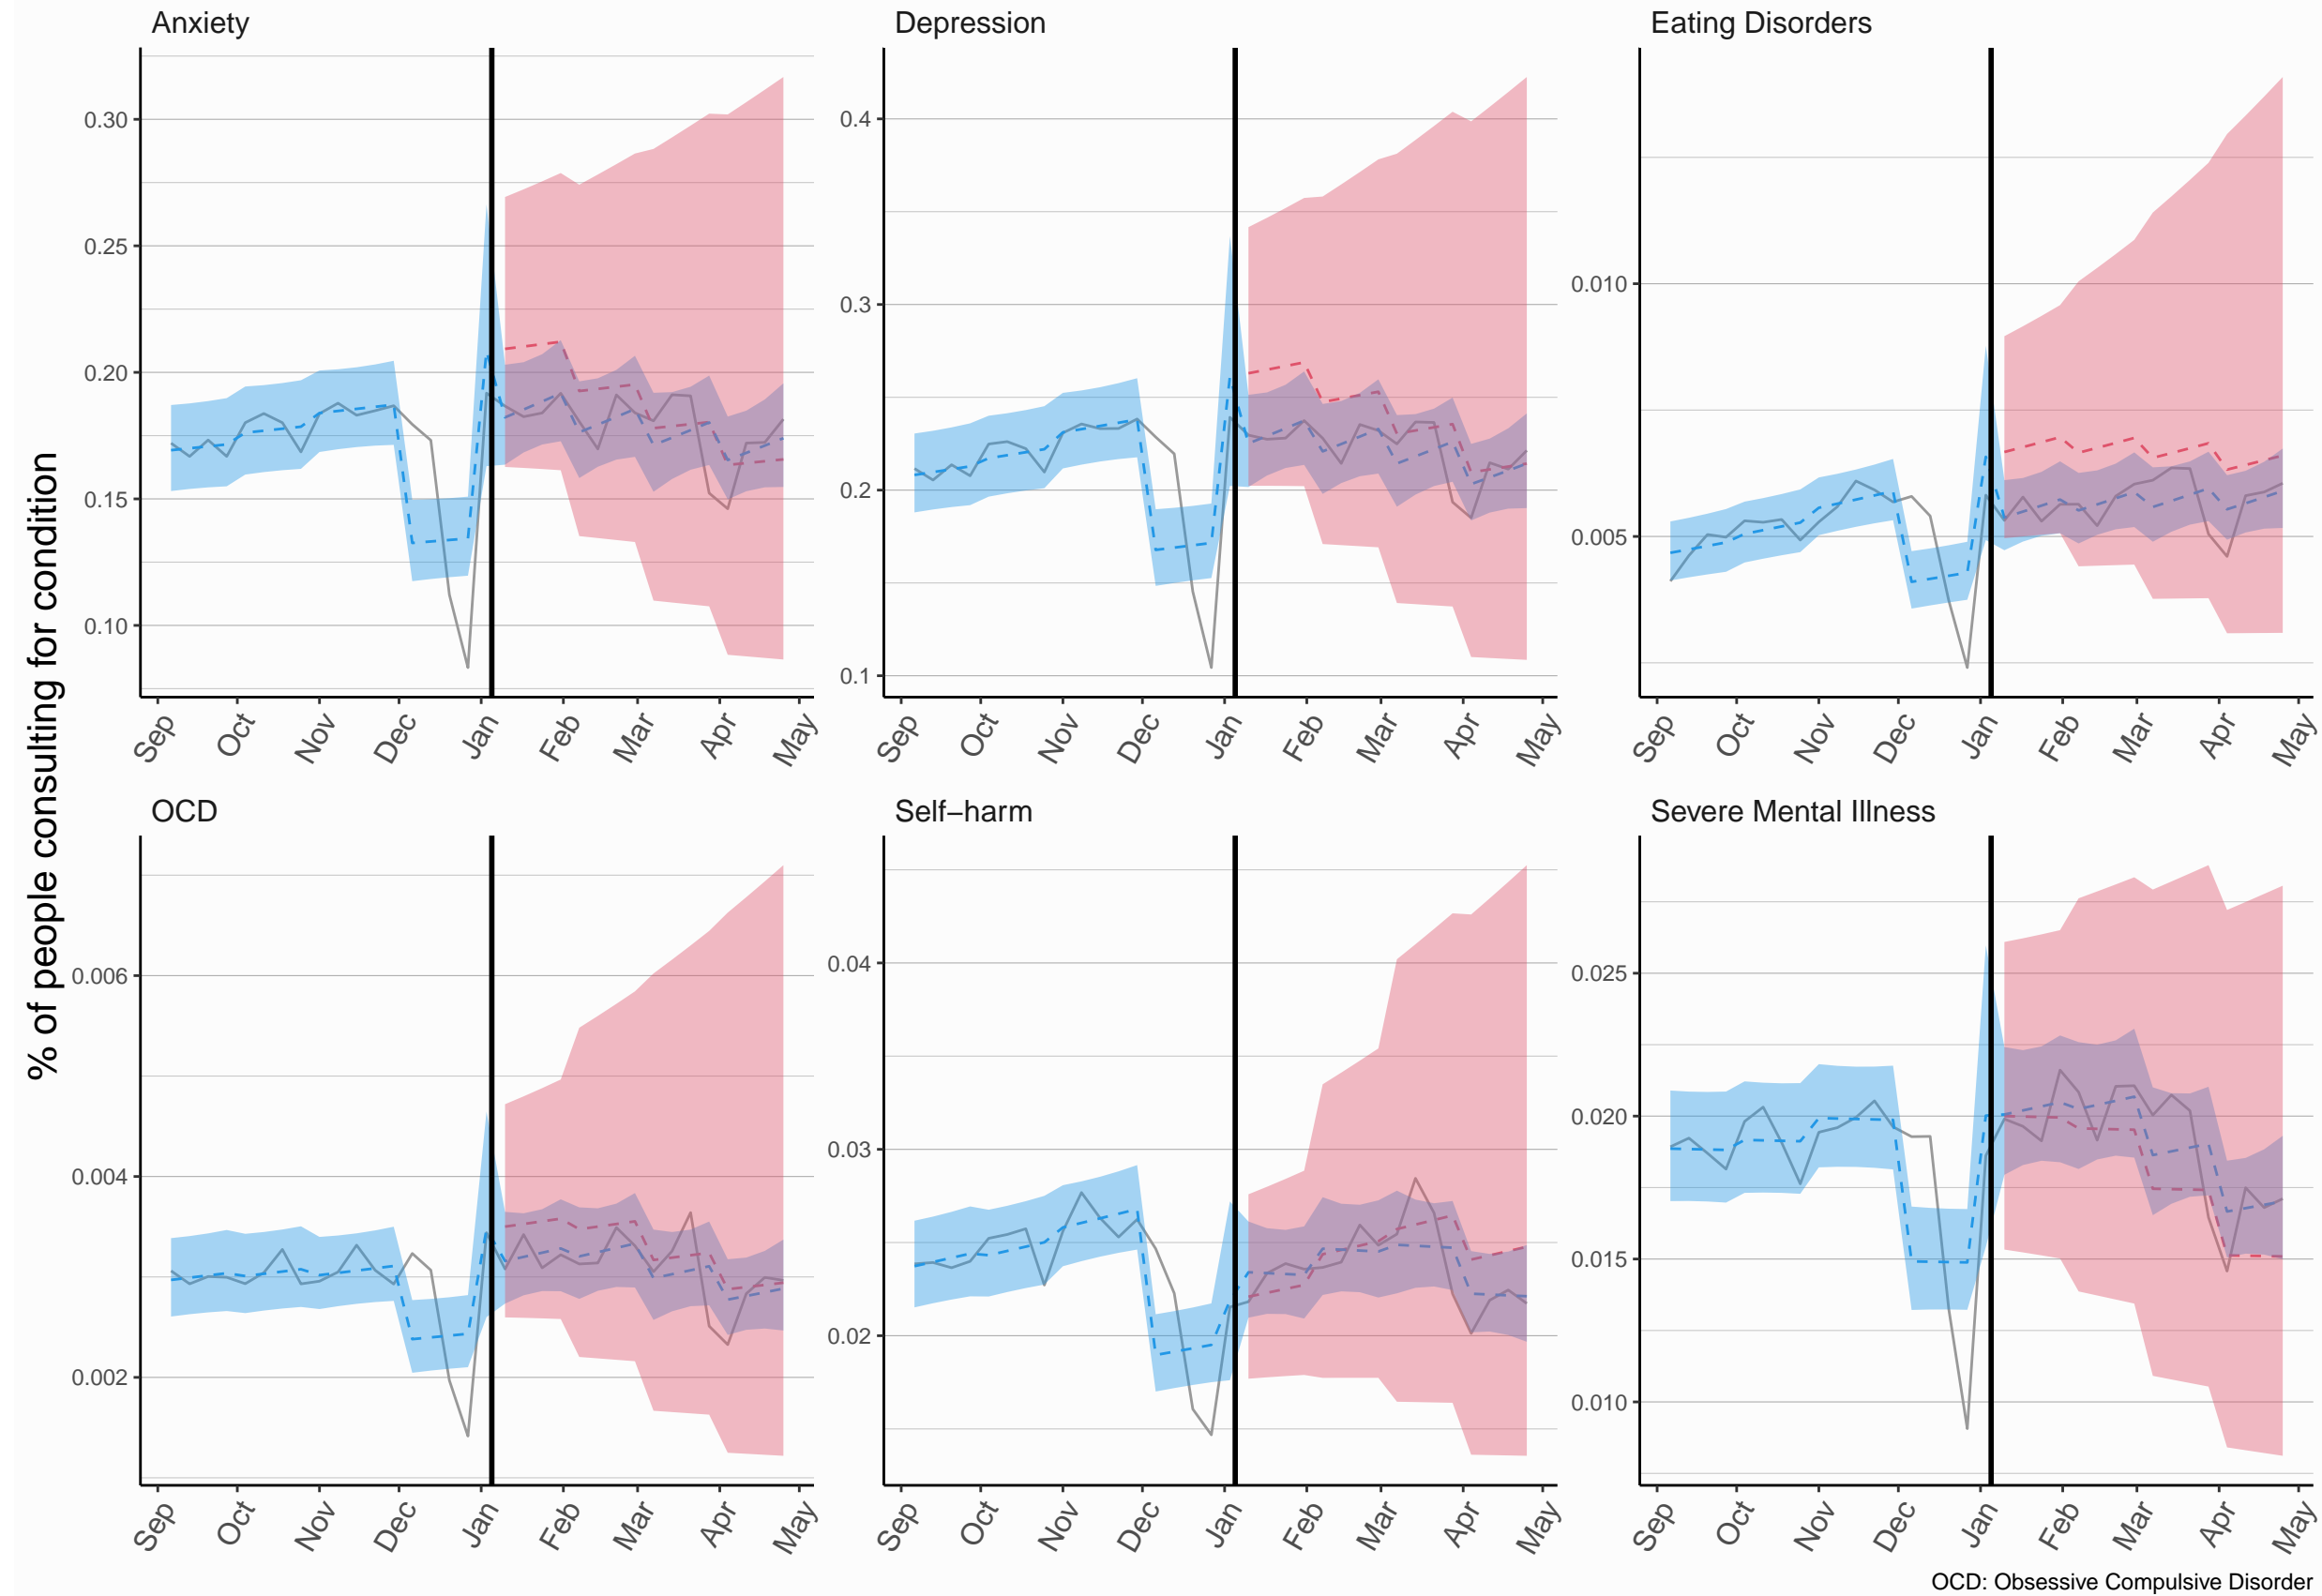 % of people consulting for condition
Anxiety
0.30
0.25
0.20
0.15
0.10
Sep Oct Nov Dec Jan Feb Mar Apr May
Depression
0.4
0.3
0.2
0.1
Sep Oct Nov Dec Jan Feb Mar Apr May
Eating Disorders
0.010
0.005
Sep Oct Nov Dec Jan Feb Mar Apr May
OCD
0.006
0.004
0.002
Sep Oct Nov Dec Jan Feb Mar Apr May
Self−harm
0.04
0.03
0.02
Sep Oct Nov Dec Jan Feb Mar Apr May
Severe Mental Illness
0.025
0.020
0.015
0.010
Sep Oct Nov Dec Jan Feb Mar Apr May
OCD: Obsessive Compulsive Disorder